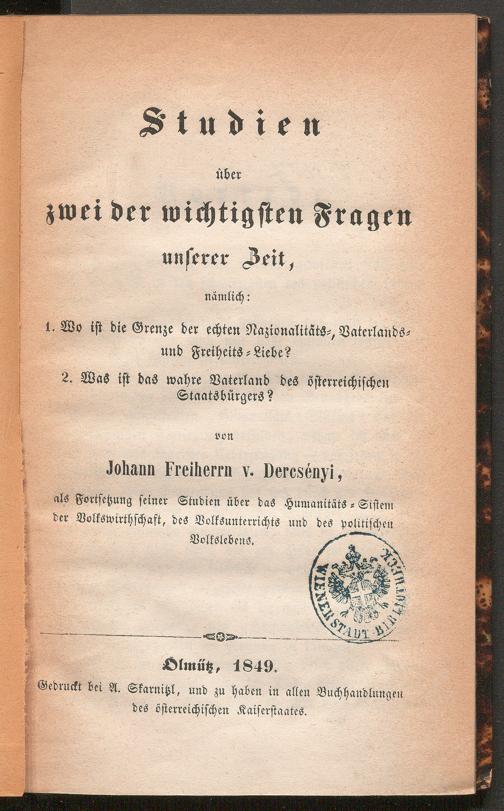 Studien
über
zwei der wichtigsten Fragen
unserer Zeit,
nämlich:
1. Wo ist die Grenze der echten Nazionalitäts-, Vaterlands-
und Freiheits-Liebe?
2. Was ist das wahre Vaterland des österreichischen
Staatsbürgers?
von
Johann Freiherrn v. Dercsényi,
als Fortsetzung seiner Studien über das Humanitäts-Sistem
der Volkswirthschaft, des Volksunterrichts und des politischen
Volkslebens.
WIENER STADT-BIBLIOTHECK
Olmütz, 1849.
Gedruckt bei A. Skarnitzl, und zu haben in allen Buchhandlungen
des österreichischen Kaiserstaates.